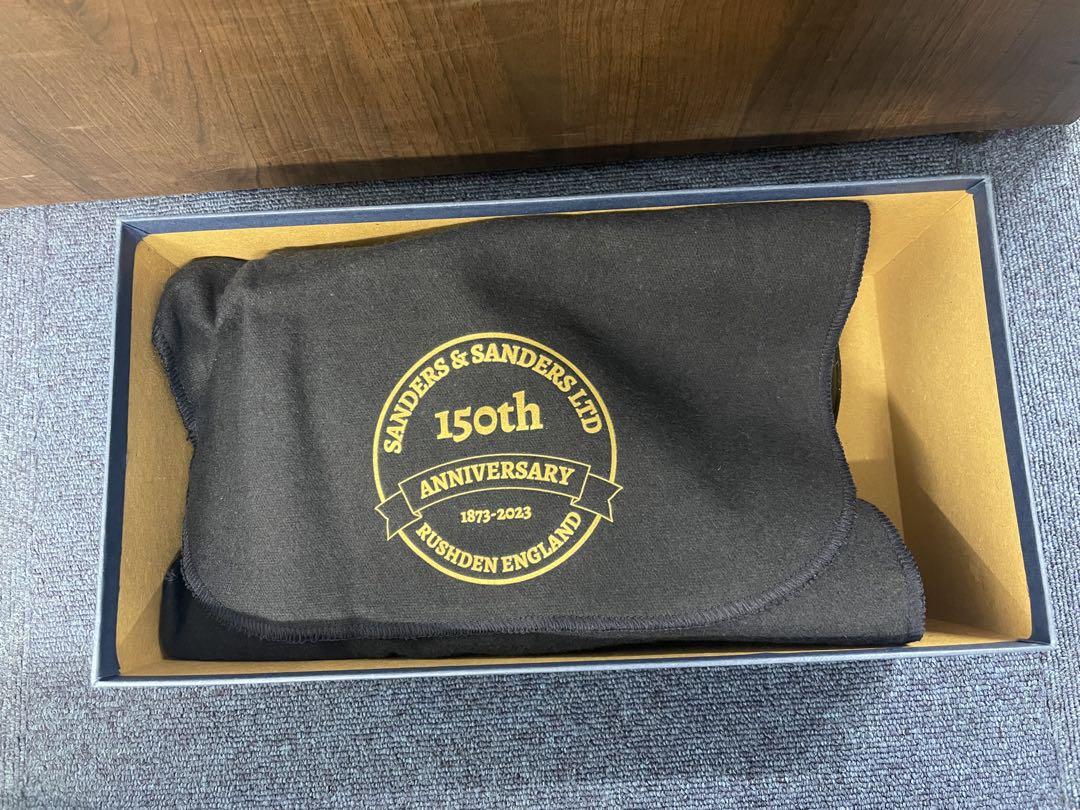 SANDERS & SANDERS LTD
150th
ANNIVERSARY
1873-2023
RUSHDEN ENGLAND